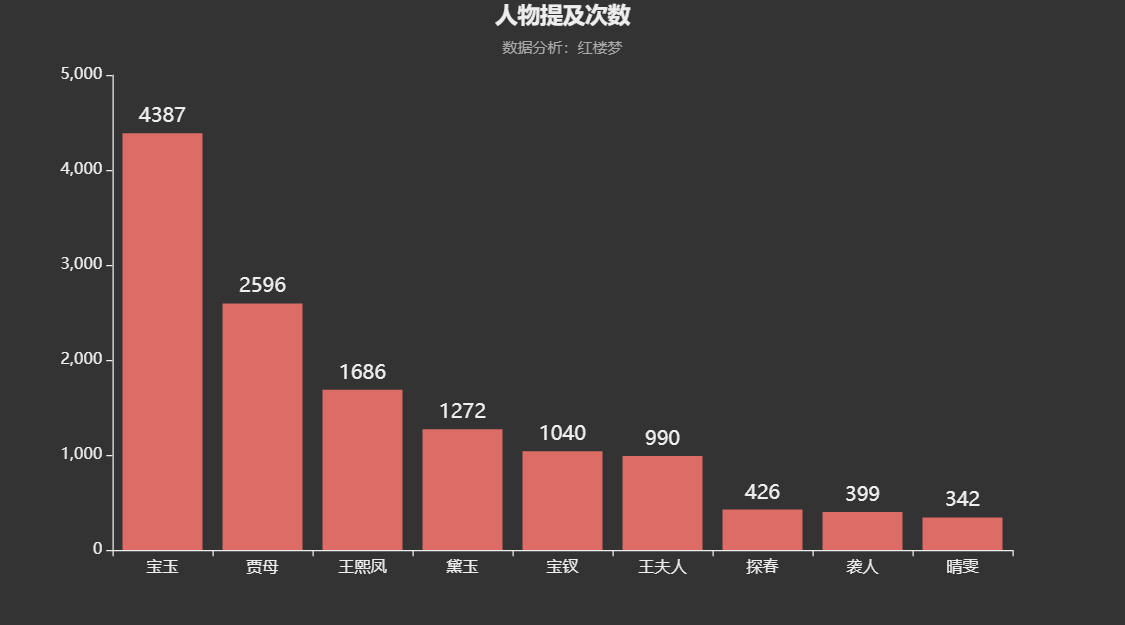 人物提及次数
数据分析：红楼梦
5,000
4,000
3,000
2,000
1,000
0
4387
2596
1686
1272
1040
990
426
399
342
宝玉
贾母
王熙凤
黛玉
宝钗
王夫人
探春
袭人
晴雯